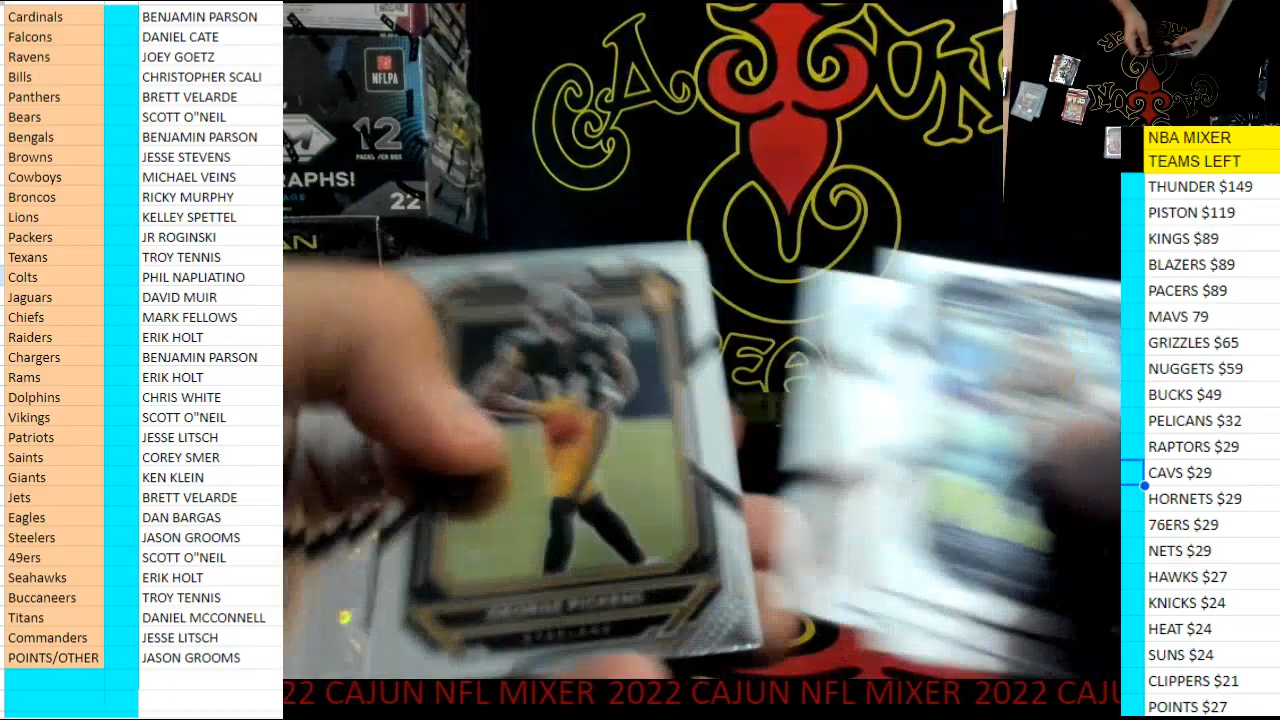 Cardinals BENJAMIN PARSON
Falcons DANIEL CATE
Ravens JOEY GOETZ
Bills CHRISTOPHER SCALI
Panthers BRETT VELARDE
Bears SCOTT O"NEIL
Bengals BENJAMIN PARSON
Browns JESSE STEVENS
Cowboys MICHAEL VEINS
Broncos RICKY MURPHY
Lions KELLEY SPETTEL
Packers JR ROGINSKI
Texans TROY TENNIS
Colts PHIL NAPLIATINO
Jaguars DAVID MUIR
Chiefs MARK FELLOWS
Raiders ERIK HOLT
Chargers BENJAMIN PARSON
Rams ERIK HOLT
Dolphins CHRIS WHITE
Vikings SCOTT O"NEIL
Patriots JESSE LITSCH
Saints COREY SMER
Giants KEN KLEIN
Jets BRETT VELARDE
Eagles DAN BARGAS
Steelers JASON GROOMS
49ers SCOTT O"NEIL
Seahawks ERIK HOLT
Buccaneers TROY TENNIS
Titans DANIEL MCCONNELL
Commanders JESSE LITSCH
POINTS/OTHER JASON GROOMS
NFLPA
12
PACKS PER BOX
RAPHS!
22
CAJUN
GEORGE PICKENS
22 CAJUN NFL MIXER 2022 CAJUN NFL MIXER 2022 CAJU
NBA MIXER
TEAMS LEFT
THUNDER $149
PISTON $119
KINGS $89
BLAZERS $89
PACERS $89
MAVS 79
GRIZZLES $65
NUGGETS $59
BUCKS $49
PELICANS $32
RAPTORS $29
CAVS $29
HORNETS $29
76ERS $29
NETS $29
HAWKS $27
KNICKS $24
HEAT $24
SUNS $24
CLIPPERS $21
POINTS $27